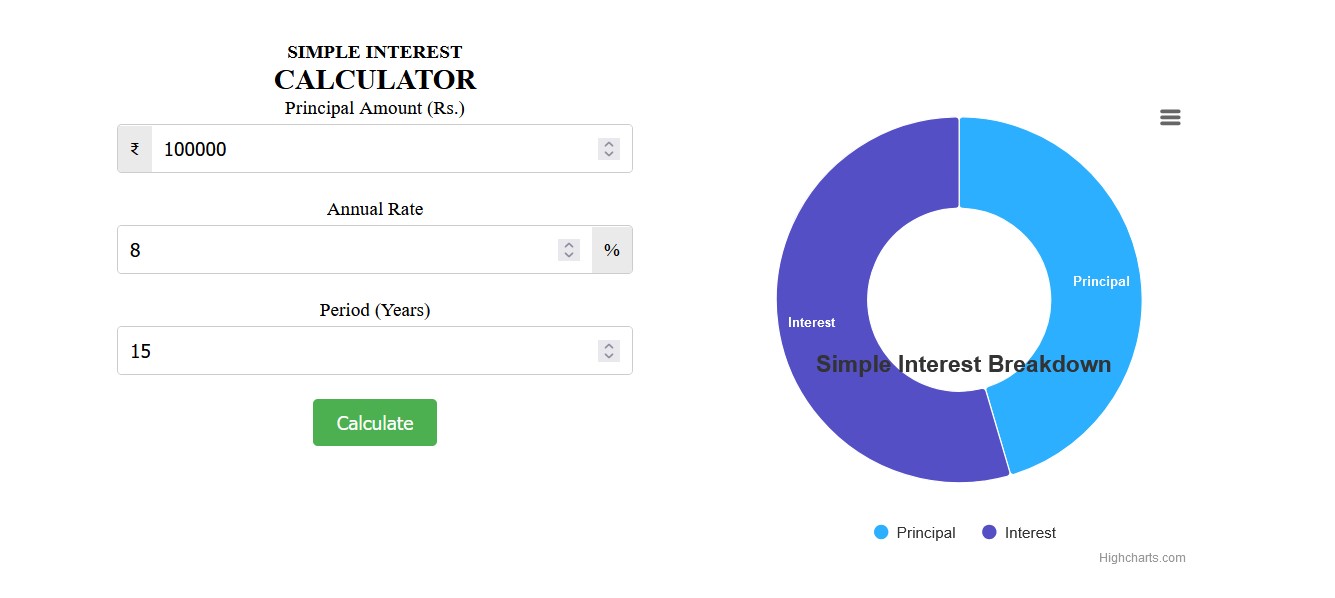 SIMPLE INTEREST
CALCULATOR
Principal Amount (Rs.)
₹ 100000
Annual Rate
8 %
Period (Years)
15
Calculate
Principal
Interest
Simple Interest Breakdown
Principal Interest
Highcharts.com